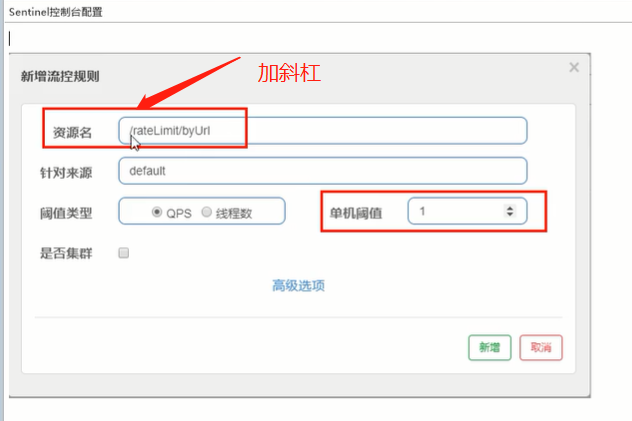 Sentinel控制台配置
新增流控规则
×
加斜杠
资源名 /rateLimit/byUrl
针对来源 default
阈值类型 QPS 线程数 单机阈值 1
是否集群
高级选项
新增 取消